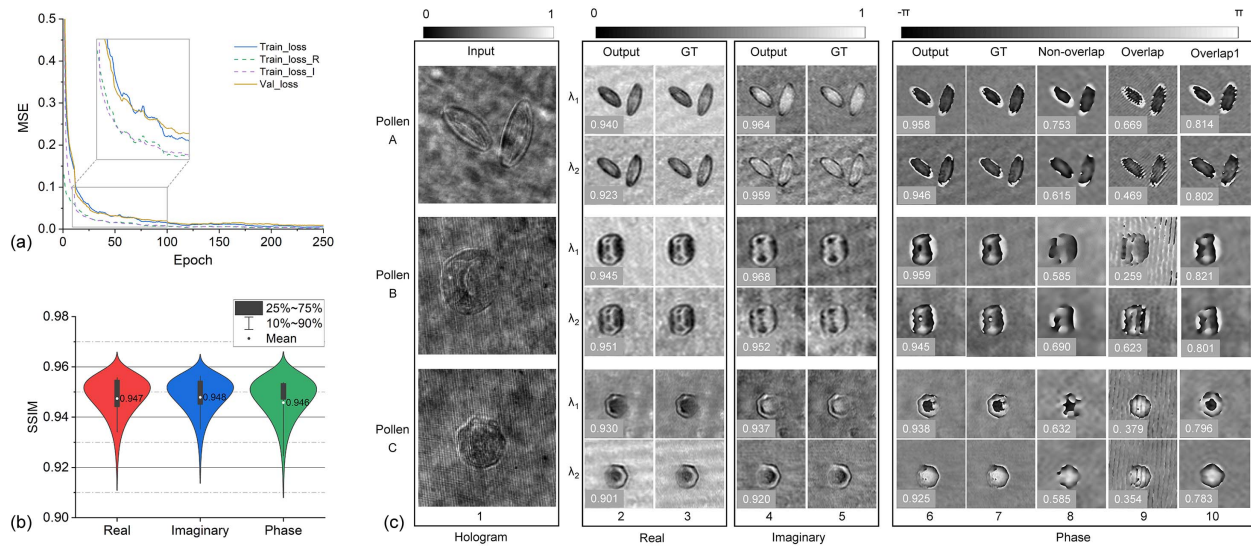 0.5
0.4
0.3
0.2
0.1
0.0
MSE
0
50
75
100
125
150
200
250
Epoch
Train_loss
Train_loss_R
Train_loss_I
Val_loss
(a)
0.98
0.96
0.94
0.92
0.90
SSIM
25%~75%
10%~90%
Mean
0.947
0.948
0.946
Real
Imaginary
Phase
(b)
(c)
0
1
0
1
-π
π
Input
Output
GT
Output
GT
Output
GT
Non-overlap
Overlap
Overlap1
Pollen
A
λ1
0.940
0.964
0.958
0.753
0.669
0.814
λ2
0.923
0.959
0.946
0.615
0.469
0.802
Pollen
B
λ1
0.945
0.968
0.959
0.585
0.259
0.821
λ2
0.951
0.952
0.945
0.690
0.623
0.801
Pollen
C
λ1
0.930
0.937
0.938
0.632
0.379
0.796
λ2
0.901
0.920
0.925
0.585
0.354
0.783
1
2
3
4
5
6
7
8
9
10
Hologram
Real
Imaginary
Phase